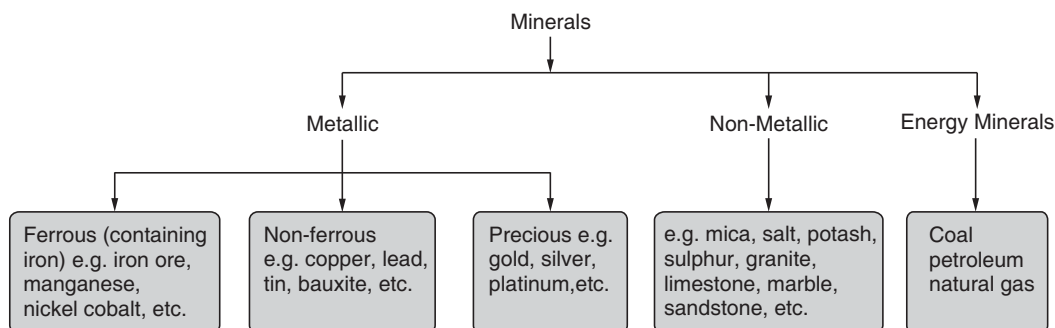 Minerals
Metallic
Non-Metallic
Energy Minerals
Ferrous (containing
iron) e.g. iron ore,
manganese,
nickel cobalt, etc.
Non-ferrous
e.g. copper, lead,
tin, bauxite, etc.
Precious e.g.
gold, silver,
platinum,etc.
e.g. mica, salt, potash,
sulphur, granite,
limestone, marble,
sandstone, etc.
Coal
petroleum
natural gas